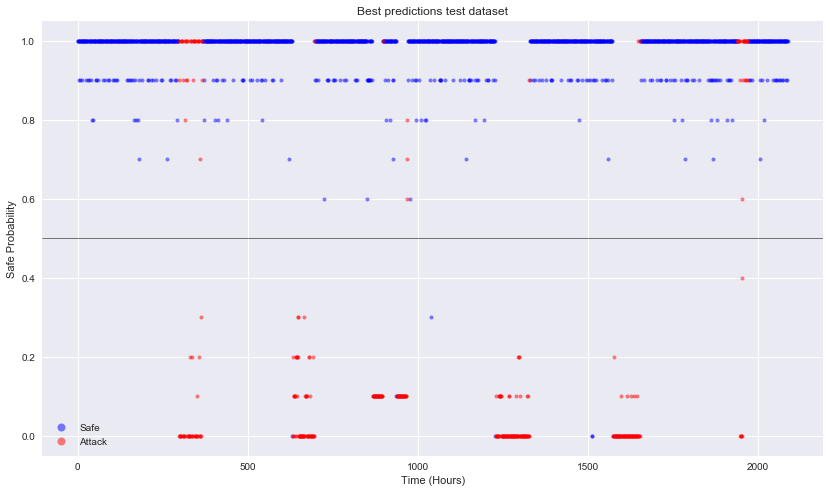 Best predictions test dataset
Safe Probability
1.0
0.8
0.6
0.4
0.2
0.0
Safe
Attack
0
500
1000
1500
2000
Time (Hours)